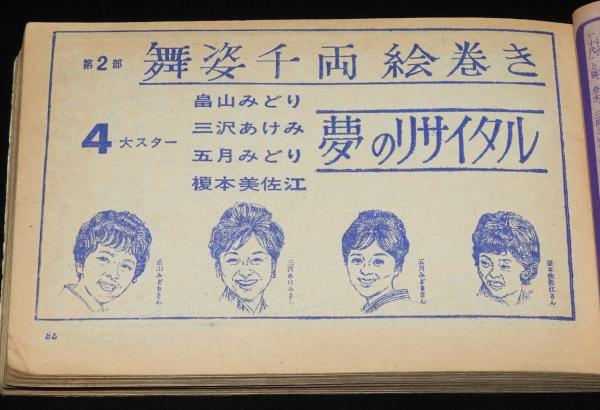 第2部 舞姿千両絵巻き
4大スター
畠山みどり
三沢あけみ
五月みどり
榎本美佐江
夢のリサイタル
畠山みどりさん
三沢あけみさん
五月みどりさん
榎本美佐江さん
88